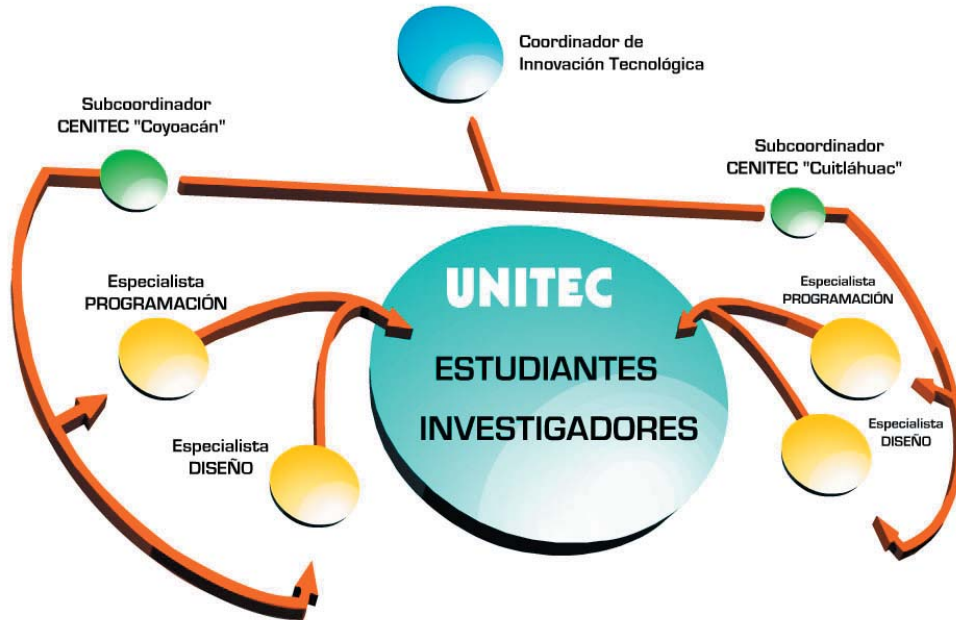 Coordinador de
Innovación Tecnológica
Subcoordinador
CENITEC "Coyoacán"
Subcoordinador
CENITEC "Cuitláhuac"
Especialista
PROGRAMACIÓN
Especialista
DISEÑO
UNITEC
ESTUDIANTES
INVESTIGADORES
Especialista
PROGRAMACIÓN
Especialista
DISEÑO